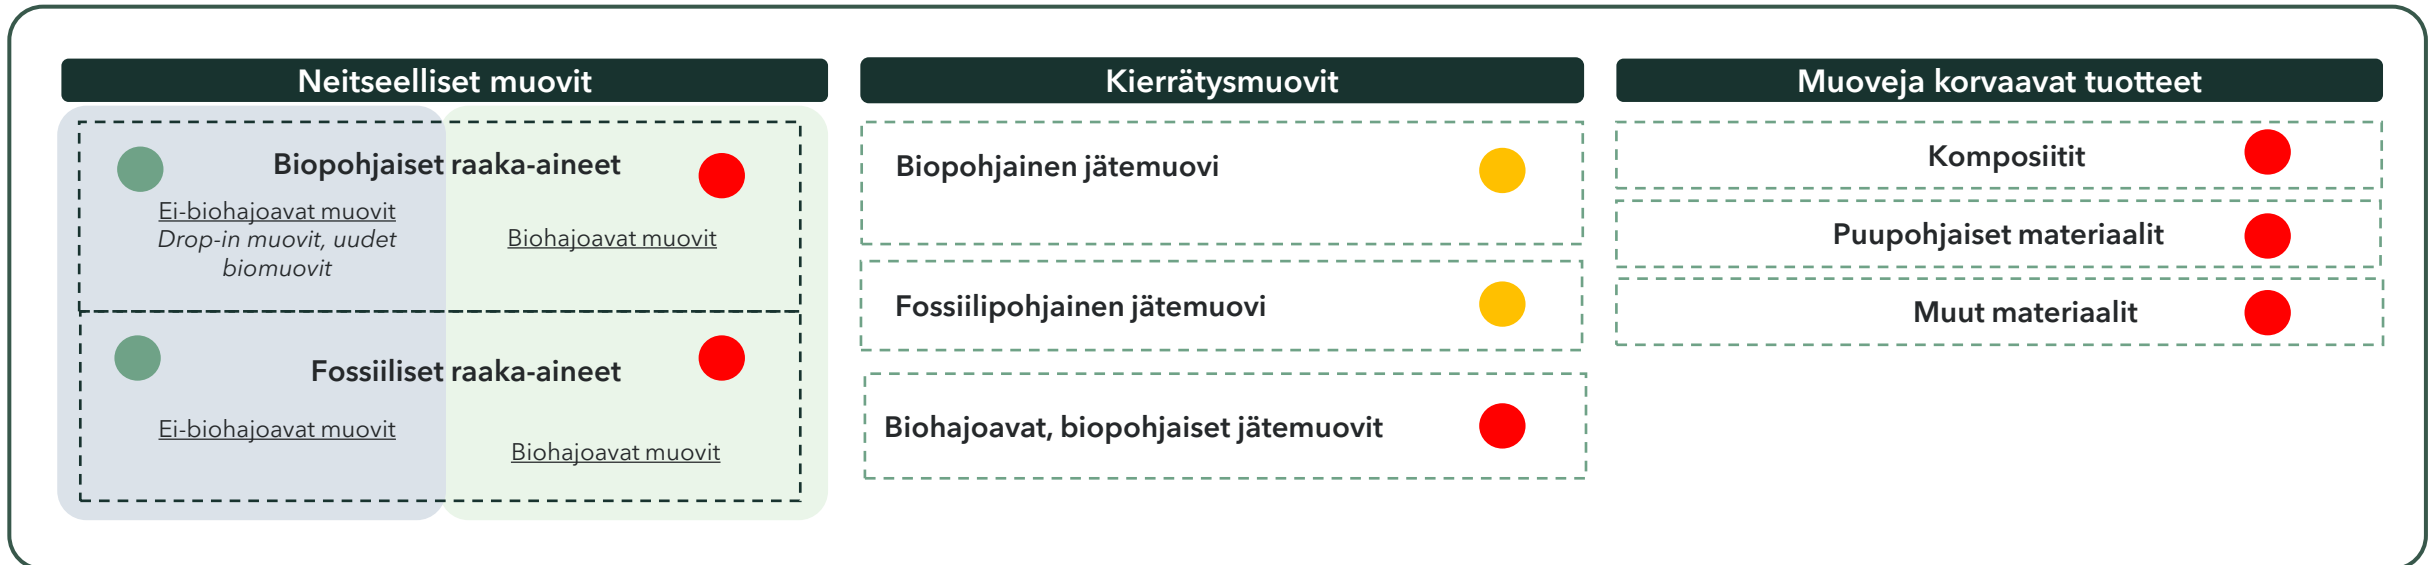 Neitseelliset muovit
Biopohjaiset raaka-aineet
Ei-biohajoavat muovit
Drop-in muovit, uudet
biomuovit
Biohajoavat muovit
Fossiiliset raaka-aineet
Ei-biohajoavat muovit
Biohajoavat muovit
Kierrätysmuovit
Biopohjainen jätemuovi
Fossiilipohjainen jätemuovi
Biohajoavat, biopohjaiset jätemuovit
Muoveja korvaavat tuotteet
Komposiitit
Puupohjaiset materiaalit
Muut materiaalit